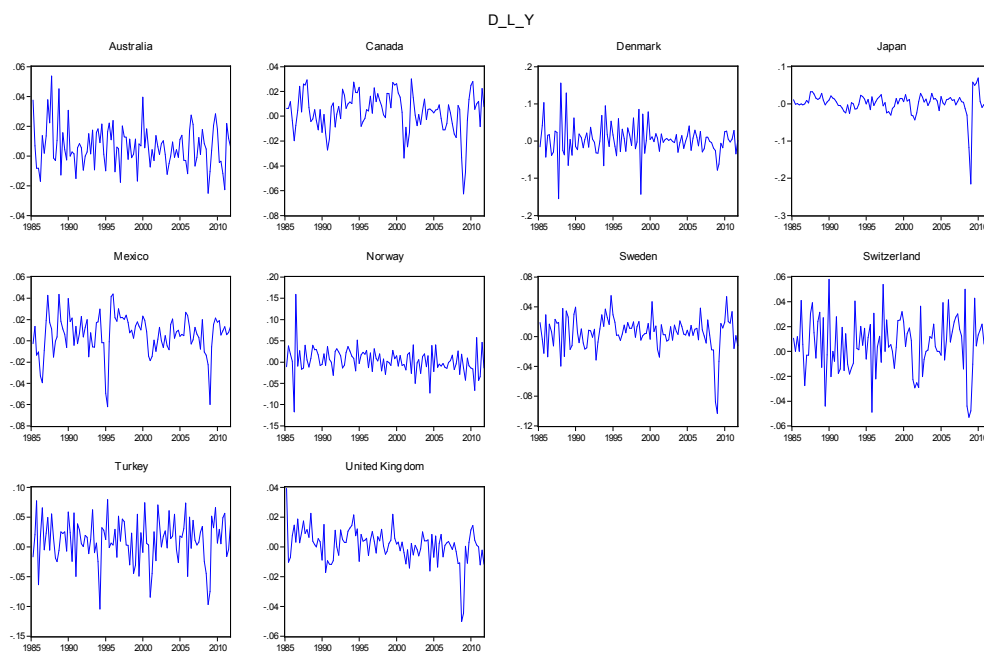 D_L_Y
Australia Canada Denmark Japan
.06 .04 .2 .1
.04 .02 .1 .0
.02 .00 .0 -.1
.00 -.02 -.1 -.2
-.02 -.04 -.2 -.3
-.04 -.06
-.08
1985 1990 1995 2000 2005 2010 1985 1990 1995 2000 2005 2010 1985 1990 1995 2000 2005 2010 1985 1990 1995 2000 2005 2010
Mexico Norway Sweden Switzerland
.06 .20 .08 .06
.04 .15 .04 .04
.02 .10 .00 .02
.00 .05 -.04 .00
-.02 .00 -.08 -.02
-.04 -.05 -.12 -.04
-.06 -.10 -.06
-.08 -.15
1985 1990 1995 2000 2005 2010 1985 1990 1995 2000 2005 2010 1985 1990 1995 2000 2005 2010 1985 1990 1995 2000 2005 2010
Turkey United Kingdom
.10 .04
.05 .02
.00 .00
-.05 -.02
-.10 -.04
-.15 -.06
1985 1990 1995 2000 2005 2010 1985 1990 1995 2000 2005 2010